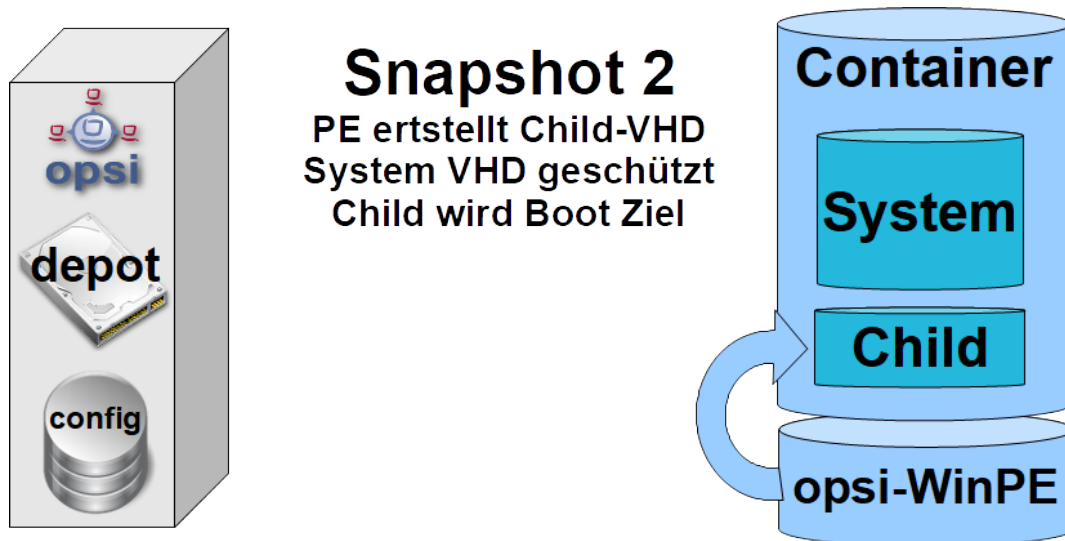 opsi
depot
config
Snapshot 2
PE ertstellt Child-VHD
System VHD geschützt
Child wird Boot Ziel
Container
System
Child
opsi-WinPE